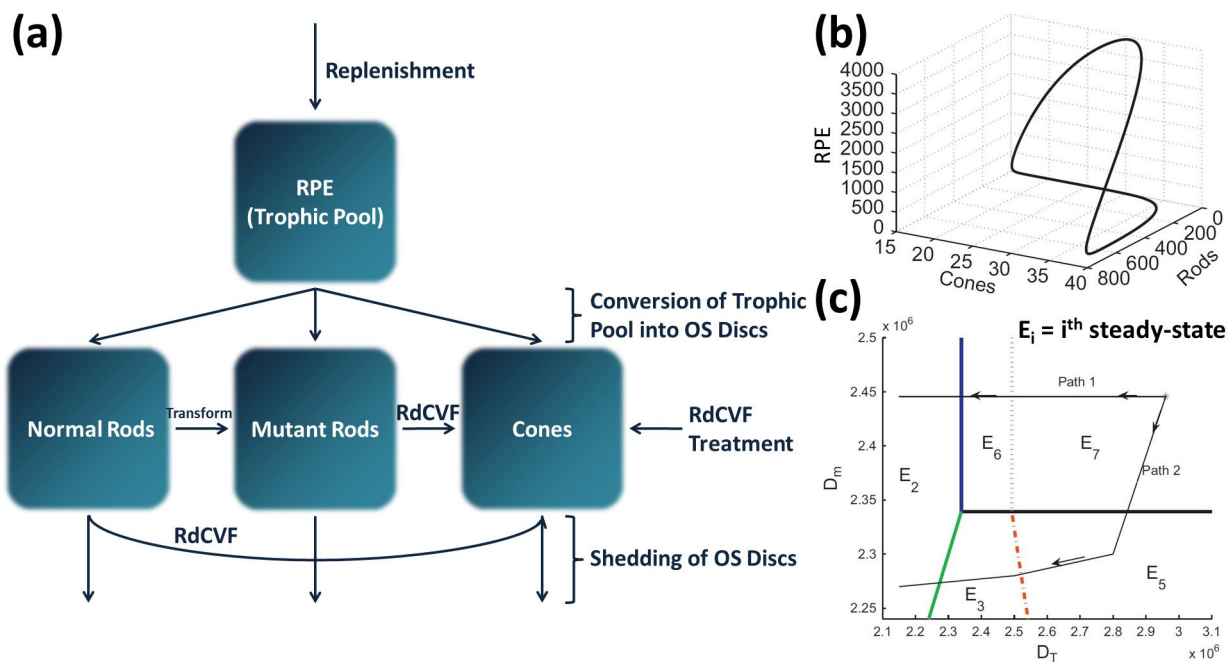 (a)
Replenishment
RPE
(Trophic Pool)
Conversion of Trophic
Pool into OS Discs
Normal Rods
Transform
Mutant Rods
RdCVF
Cones
RdCVF
Treatment
RdCVF
Shedding of OS Discs
(b)
4000
3500
3000
2500
2000
1500
1000
500
0
RPE
15
20
25
30
35
40
Cones
800
600
400
200
0
Rods
(c)
E_i = i^th steady-state
x 10^6
2.5
2.45
2.4
2.35
2.3
2.25
D_m
Path 1
Path 2
E_6
E_7
E_2
E_5
E_3
2.1 2.2 2.3 2.4 2.5 2.6 2.7 2.8 2.9 3 3.1
D_T
x 10^6